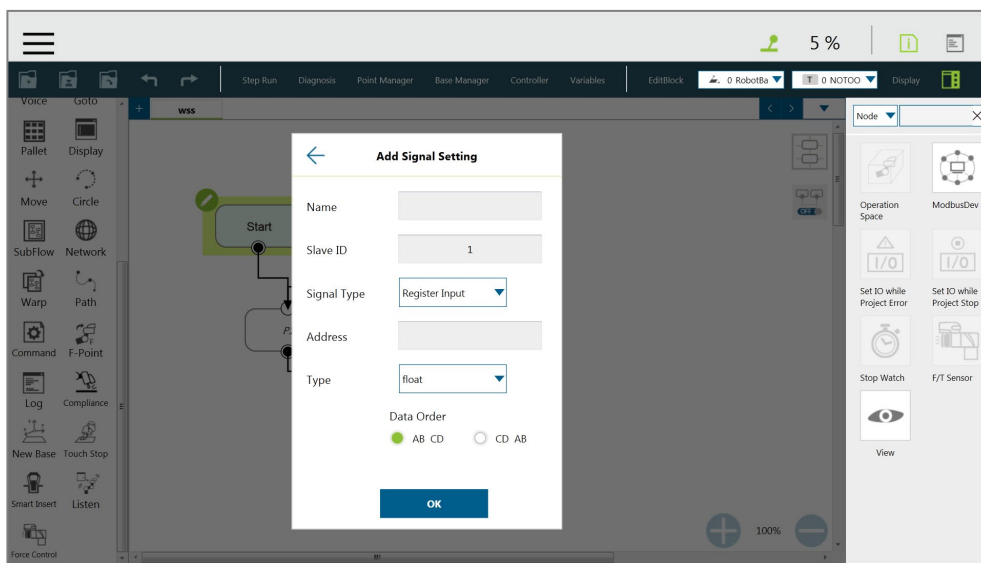 5 %
Step Run Diagnosis Point Manager Base Manager Controller Variables EditBlock 0 RobotBa T 0 NOTOO Display
Voice Goto
+ wss
Node
Pallet Display
Move Circle
SubFlow Network
Warp Path
Command F-Point
Log Compliance
New Base Touch Stop
Smart Insert Listen
Force Control
Start
Add Signal Setting
Name
Slave ID 1
Signal Type Register Input
Address
Type float
Data Order
AB CD CD AB
OK
OFF
100%
Operation
Space
ModbusDev
I/O I/O
Set IO while
Project Error
Set IO while
Project Stop
Stop Watch F/T Sensor
View